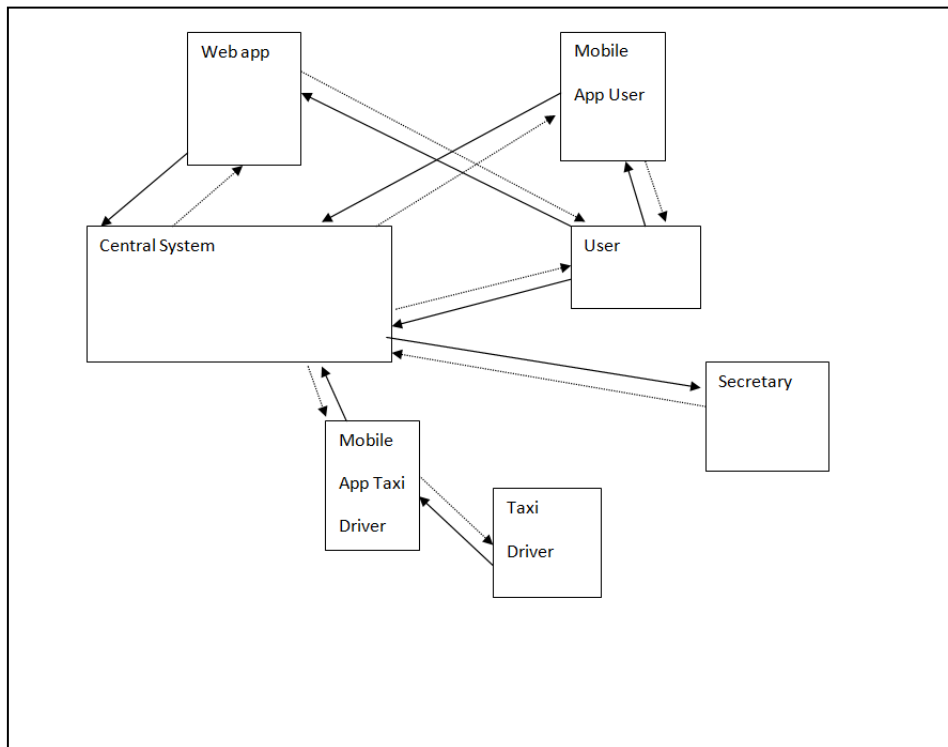 Web app
Mobile
App User
Central System
User
Secretary
Mobile
App Taxi
Driver
Taxi
Driver